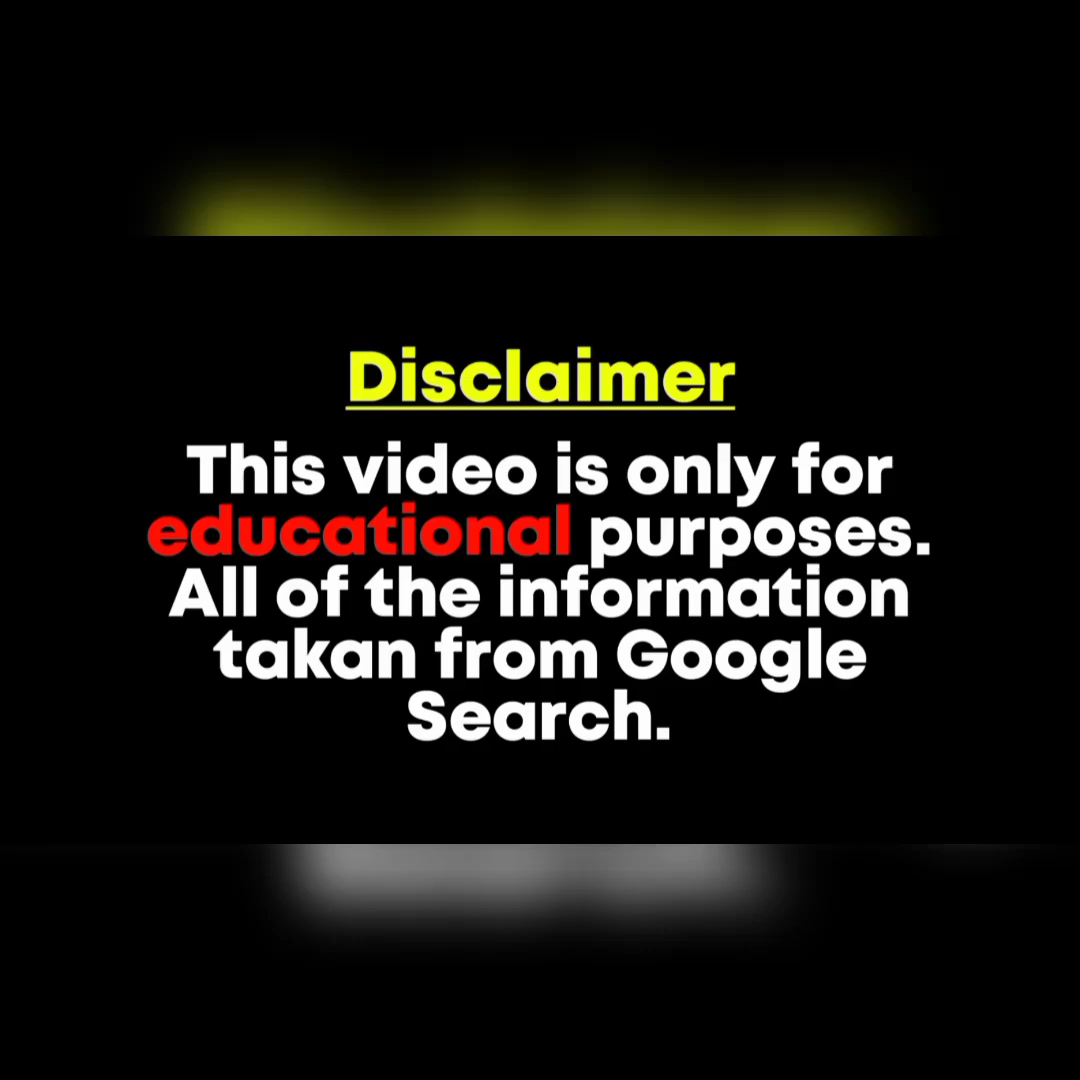 Disclaimer
This video is only for
educational purposes.
All of the information
takan from Google
Search.